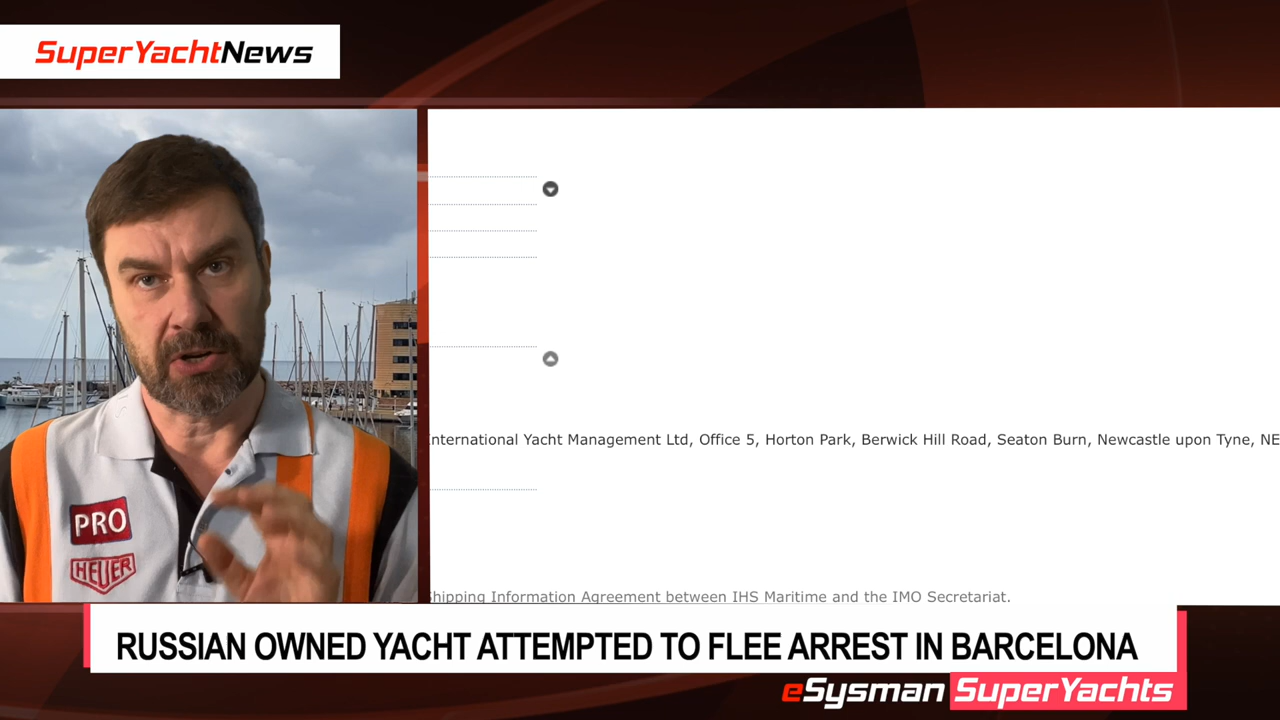 SuperYachtNews
International Yacht Management Ltd, Office 5, Horton Park, Berwick Hill Road, Seaton Burn, Newcastle upon Tyne, NE
PRO
HEUER
Shipping Information Agreement between IHS Maritime and the IMO Secretariat.
RUSSIAN OWNED YACHT ATTEMPTED TO FLEE ARREST IN BARCELONA
eSysman SuperYachts